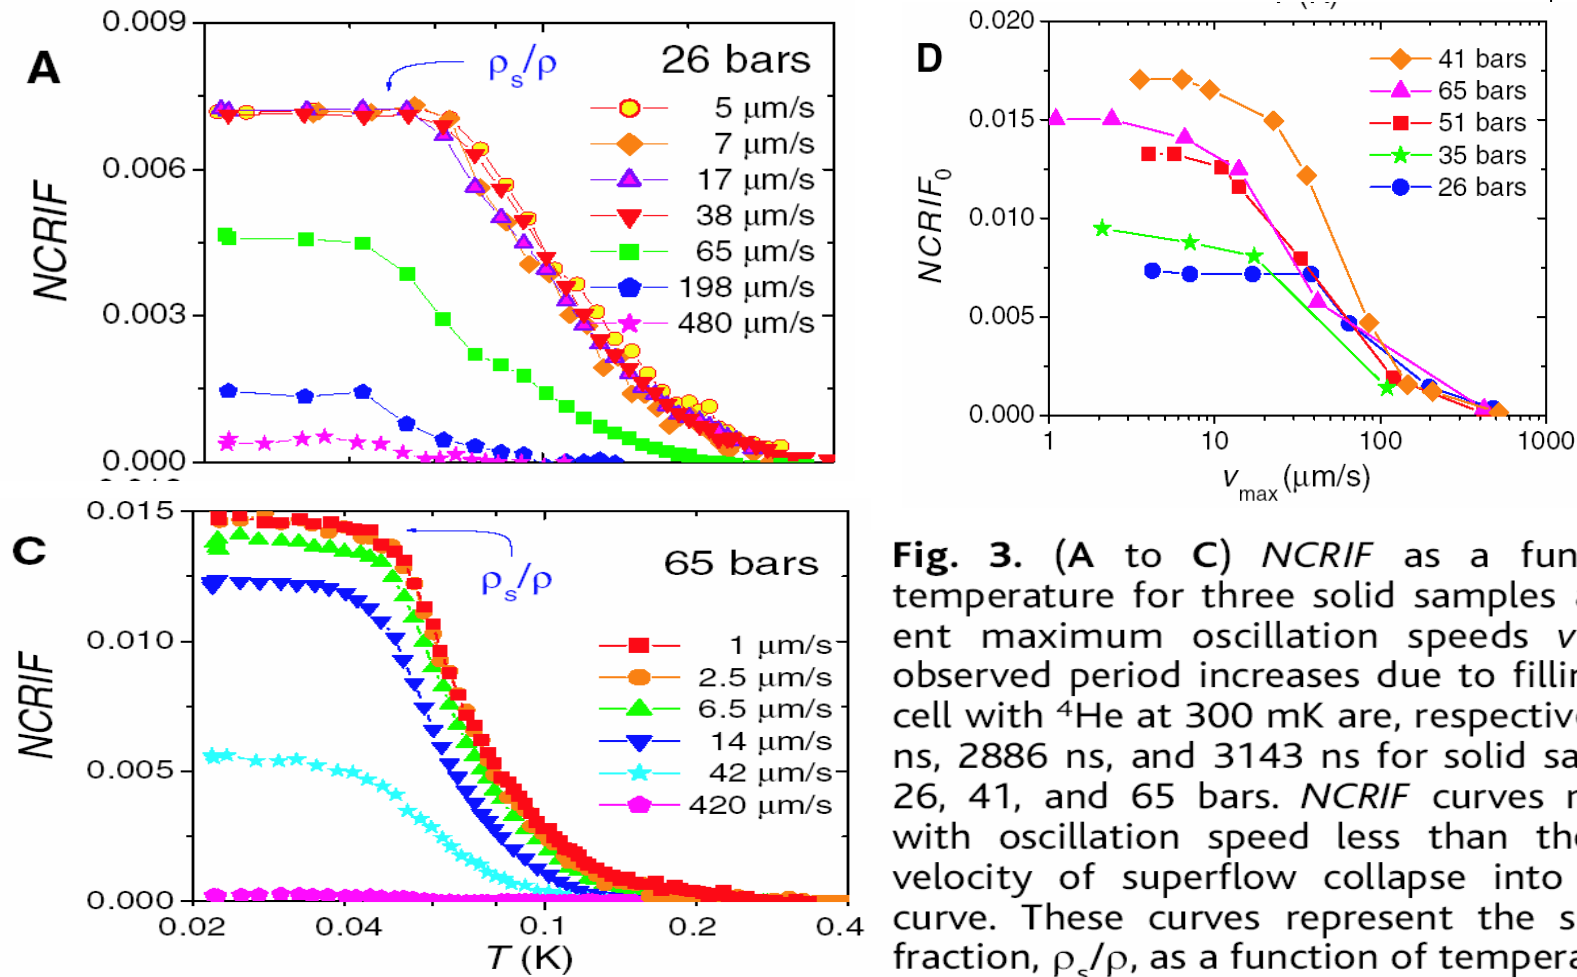 0.009
A
ρs/ρ
26 bars
5 μm/s
7 μm/s
0.006
17 μm/s
NCRIF
38 μm/s
65 μm/s
198 μm/s
0.003
480 μm/s
0.000
0.015
C
65 bars
ρs/ρ
0.010
1 μm/s
2.5 μm/s
NCRIF
6.5 μm/s
14 μm/s
0.005
42 μm/s
420 μm/s
0.000
0.02 0.04 0.1 0.2 0.4
T (K)
0.020
D
41 bars
65 bars
0.015
51 bars
35 bars
NCRIF0
26 bars
0.010
0.005
0.000
1 10 100 1000
vmax (μm/s)
Fig. 3. (A to C) NCRIF as a fun
temperature for three solid samples
ent maximum oscillation speeds v
observed period increases due to fillin
cell with 4He at 300 mK are, respectiv
ns, 2886 ns, and 3143 ns for solid sa
26, 41, and 65 bars. NCRIF curves
with oscillation speed less than the
velocity of superflow collapse into
curve. These curves represent the s
fraction, ρs/ρ, as a function of tempera